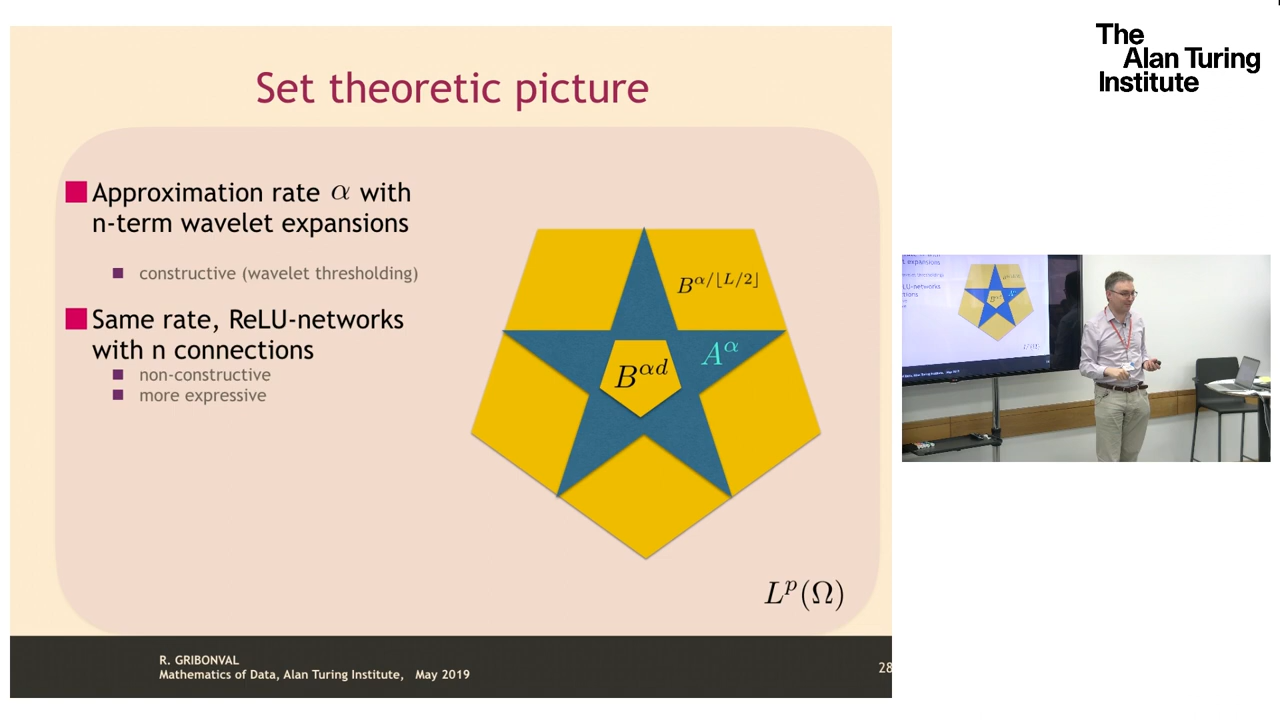 Set theoretic picture
Approximation rate α with
n-term wavelet expansions
constructive (wavelet thresholding)
Same rate, ReLU-networks
with n connections
non-constructive
more expressive
B^{α/⌊L/2⌋}
A^α
B^{αd}
L^p(Ω)
R. GRIBONVAL
Mathematics of Data, Alan Turing Institute, May 2019
28
The
Alan Turing
Institute